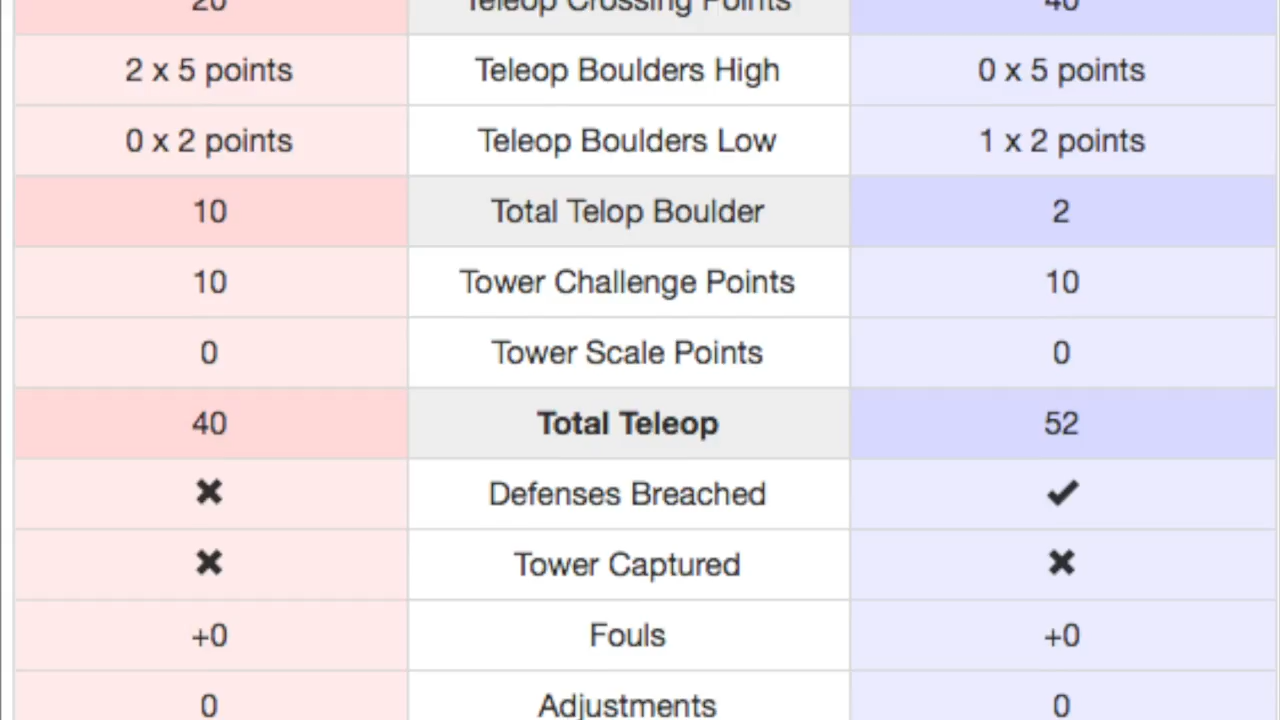 20 Teleop Crossing Points 40
2 x 5 points Teleop Boulders High 0 x 5 points
0 x 2 points Teleop Boulders Low 1 x 2 points
10 Total Telop Boulder 2
10 Tower Challenge Points 10
0 Tower Scale Points 0
40 Total Teleop 52
✖ Defenses Breached ✔
✖ Tower Captured ✖
+0 Fouls +0
0 Adjustments 0